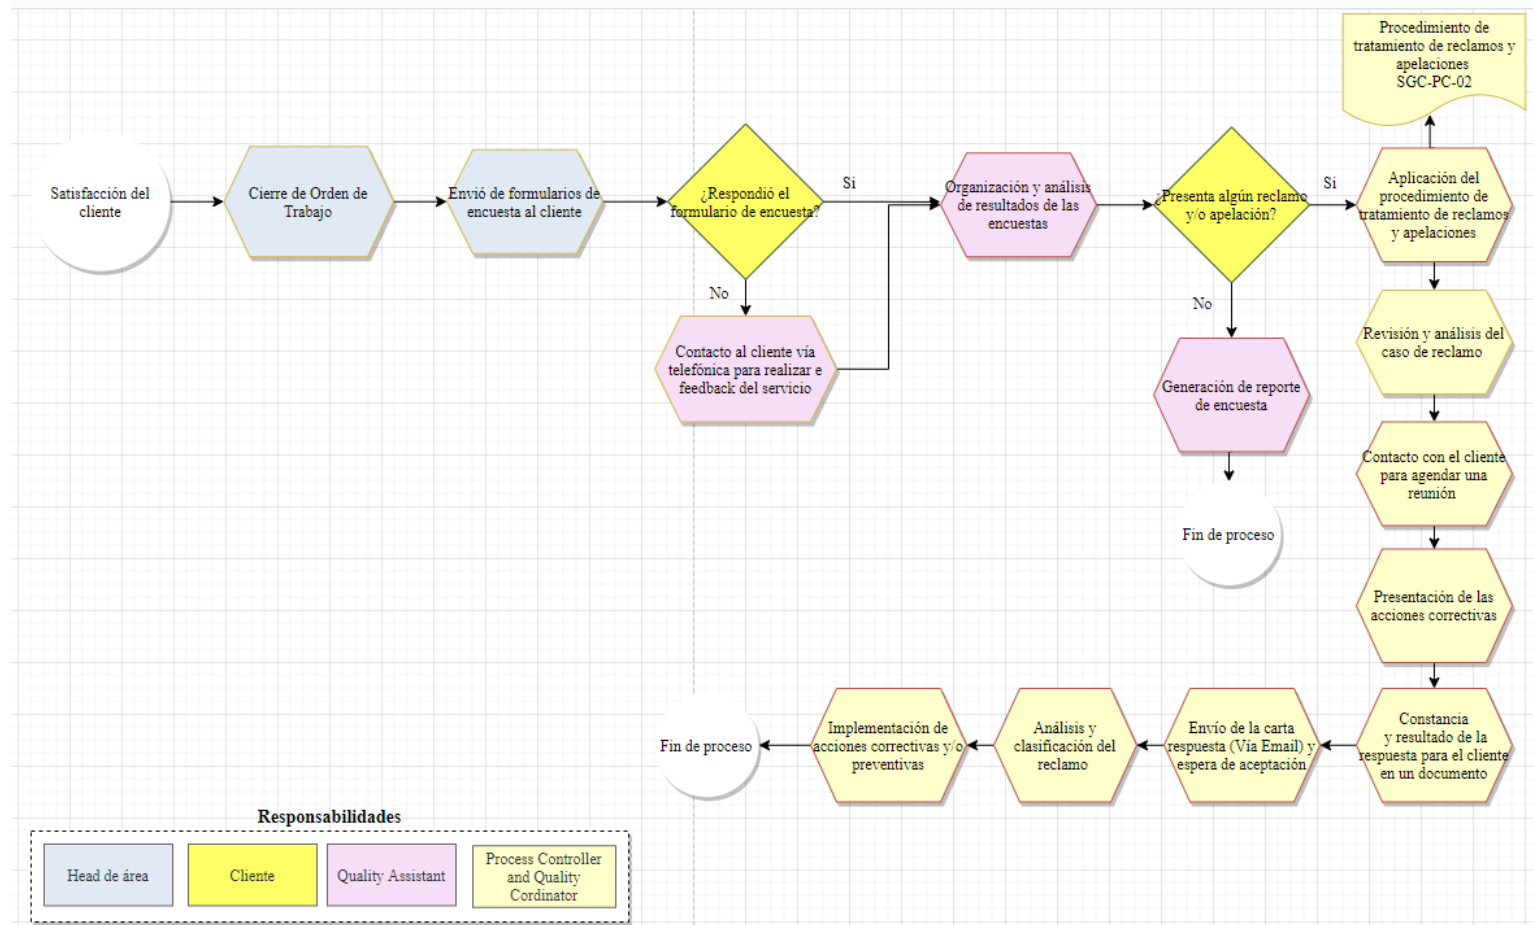 Procedimiento de
tratamiento de reclamos y
apelaciones
SGC-PC-02
Satisfacción del
cliente
Cierre de Orden de
Trabajo
Envió de formularios de
encuesta al cliente
¿Respondió el
formulario de encuesta?
Si
No
Contacto al cliente vía
telefónica para realizar e
feedback del servicio
Organización y análisis
de resultados de las
encuestas
¿Presenta algún reclamo
y/o apelación?
Si
No
Generación de reporte
de encuesta
Fin de proceso
Aplicación del
procedimiento de
tratamiento de reclamos
y apelaciones
Revisión y análisis del
caso de reclamo
Contacto con el cliente
para agendar una
reunión
Presentación de las
acciones correctivas
Constancia
y resultado de la
respuesta para el cliente
en un documento
Envío de la carta
respuesta (Vía Email) y
espera de aceptación
Análisis y
clasificación del
reclamo
Implementación de
acciones correctivas y/o
preventivas
Fin de proceso
Responsabilidades
Head de área
Cliente
Quality Assistant
Process Controller
and Quality
Cordinator